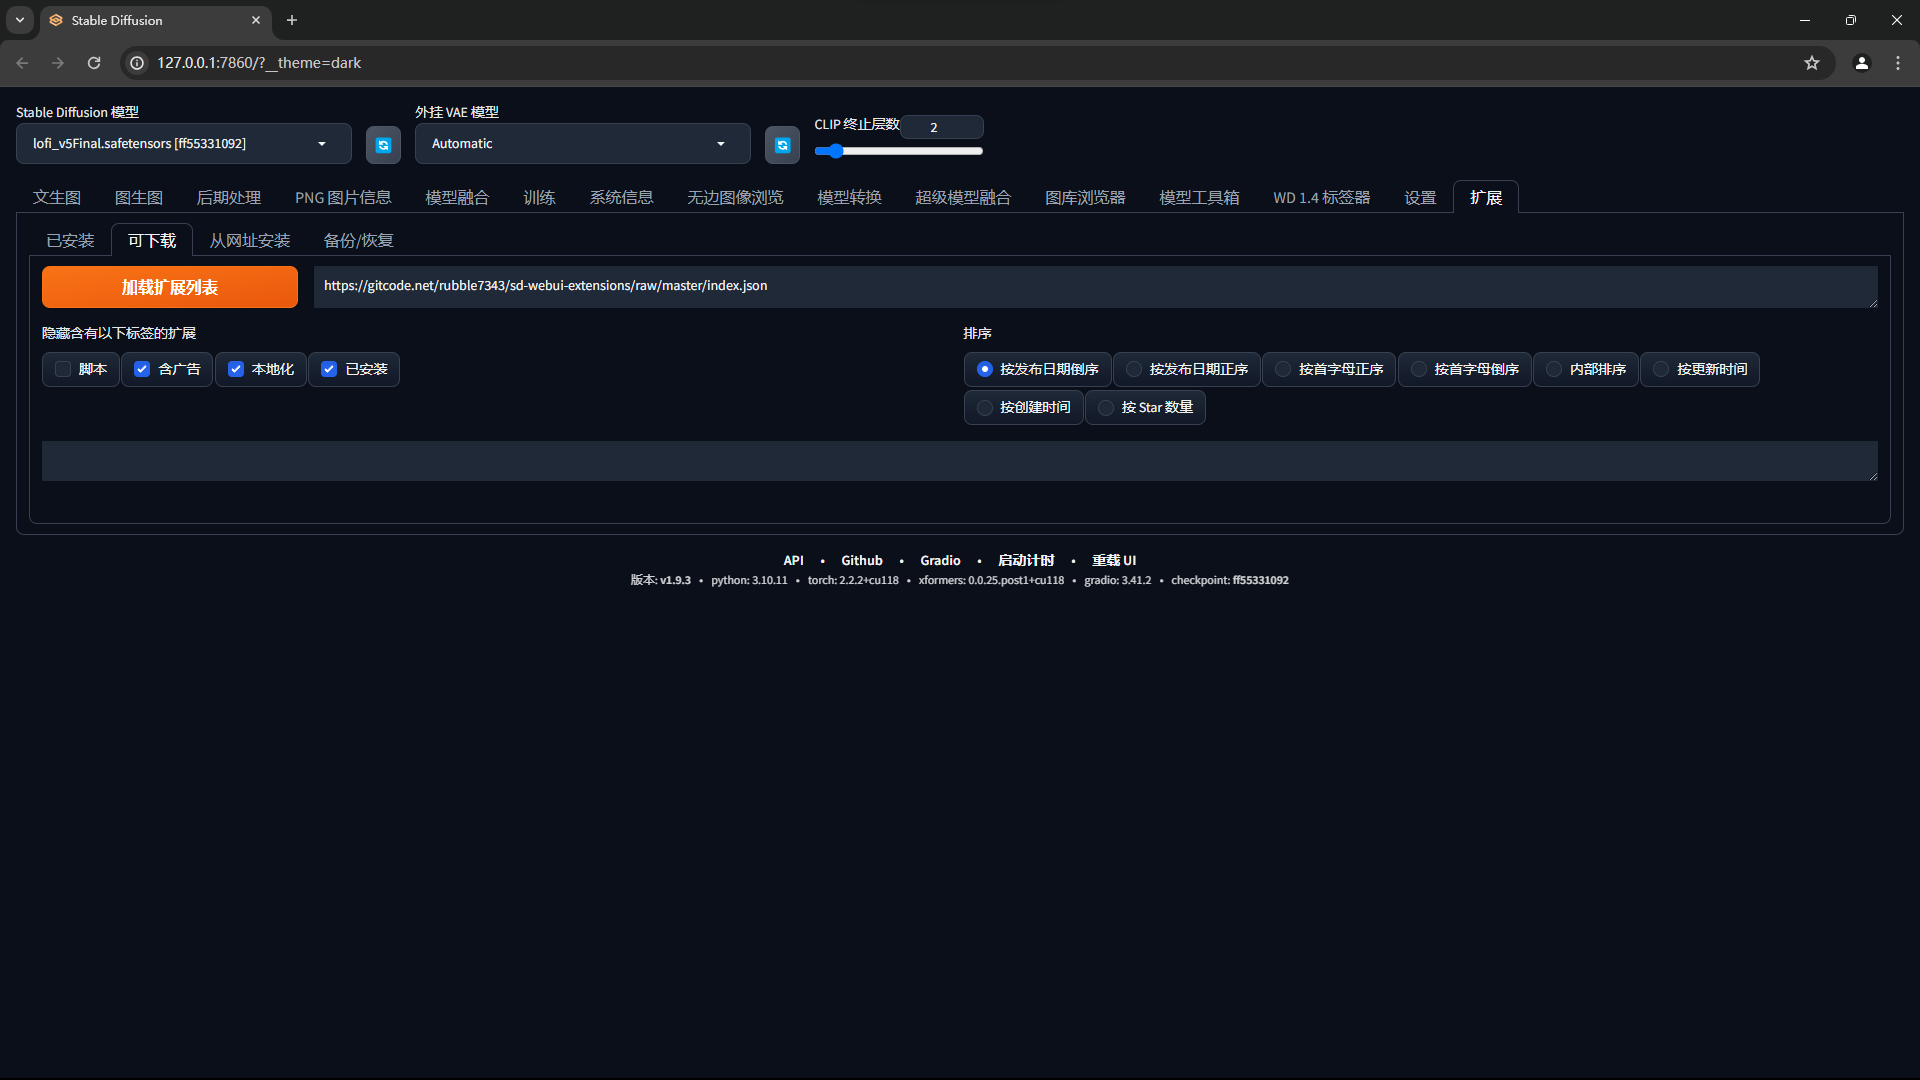 Stable Diffusion
127.0.0.1:7860/?__theme=dark
Stable Diffusion 模型
外挂 VAE 模型
CLIP 终止层数
2
lofi_v5Final.safetensors [ff55331092]
Automatic
文生图 图生图 后期处理 PNG 图片信息 模型融合 训练 系统信息 无边图像浏览 模型转换 超级模型融合 图库浏览器 模型工具箱 WD 1.4 标签器 设置 扩展
已安装 可下载 从网址安装 备份/恢复
加载扩展列表
https://gitcode.net/rubble7343/sd-webui-extensions/raw/master/index.json
隐藏含有以下标签的扩展
脚本 含广告 本地化 已安装
排序
按发布日期倒序 按发布日期正序 按首字母正序 按首字母倒序 内部排序 按更新时间
按创建时间 按 Star 数量
API • Github • Gradio • 启动计时 • 重载 UI
版本: v1.9.3 • python: 3.10.11 • torch: 2.2.2+cu118 • xformers: 0.0.25.post1+cu118 • gradio: 3.41.2 • checkpoint: ff55331092